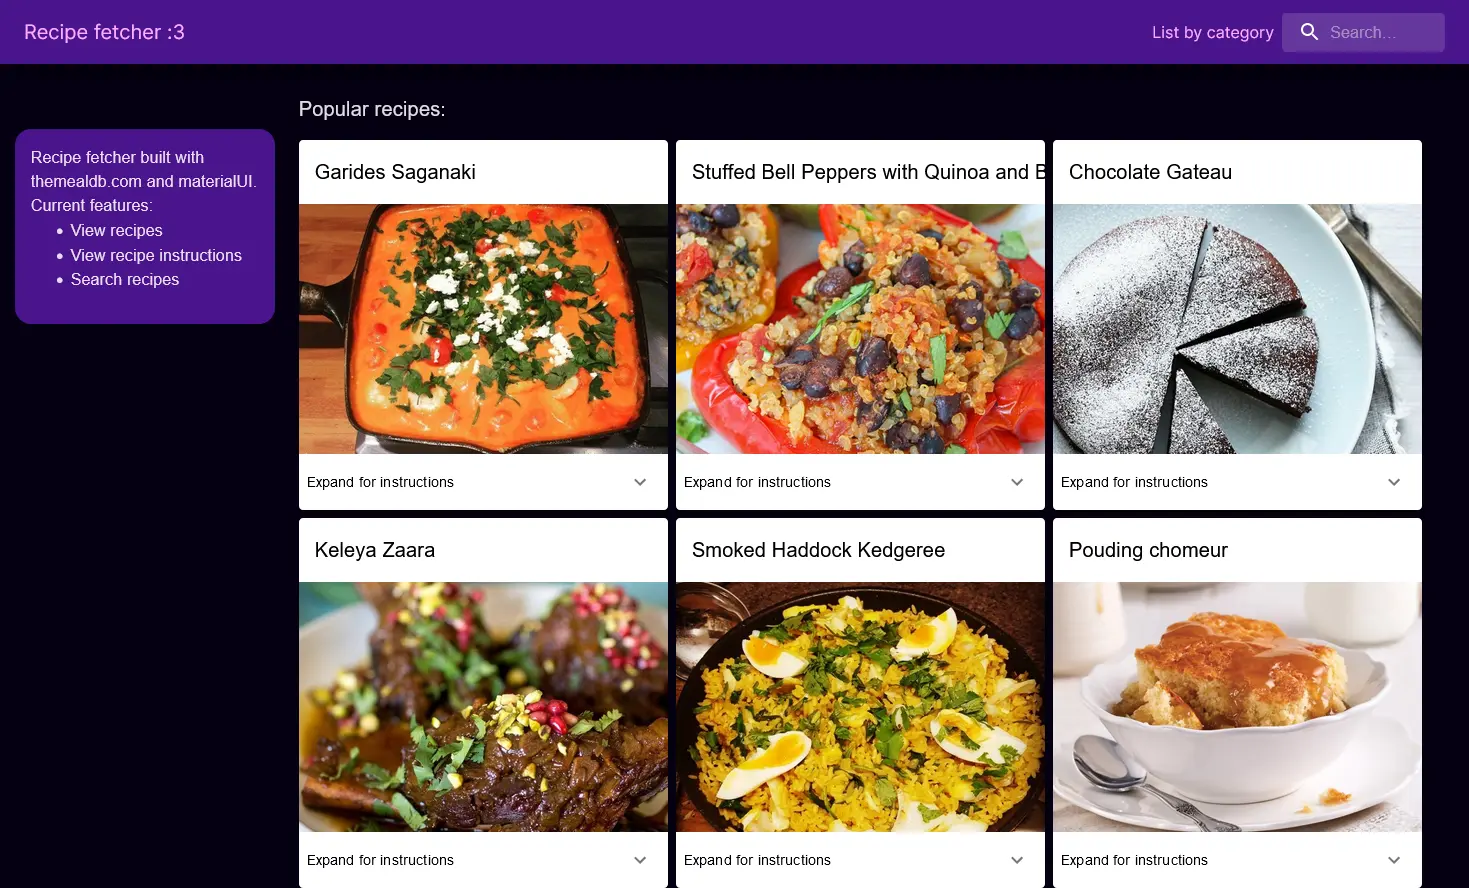 Recipe fetcher :3
List by category
Search...
Popular recipes:
Recipe fetcher built with
themealdb.com and materialUI.
Current features:
• View recipes
• View recipe instructions
• Search recipes
Garides Saganaki
Stuffed Bell Peppers with Quinoa and B
Chocolate Gateau
Expand for instructions
Expand for instructions
Expand for instructions
Keleya Zaara
Smoked Haddock Kedgeree
Pouding chomeur
Expand for instructions
Expand for instructions
Expand for instructions